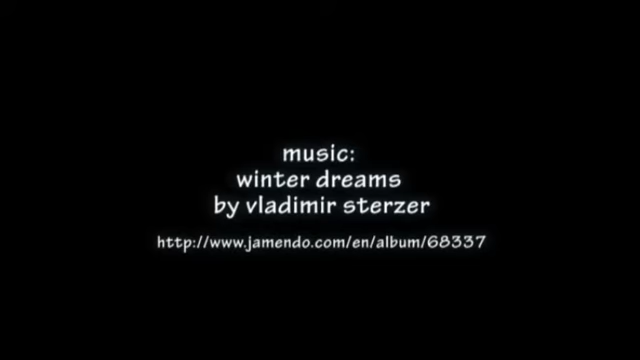 music:
winter dreams
by vladimir sterzer
http://www.jamendo.com/en/album/68337